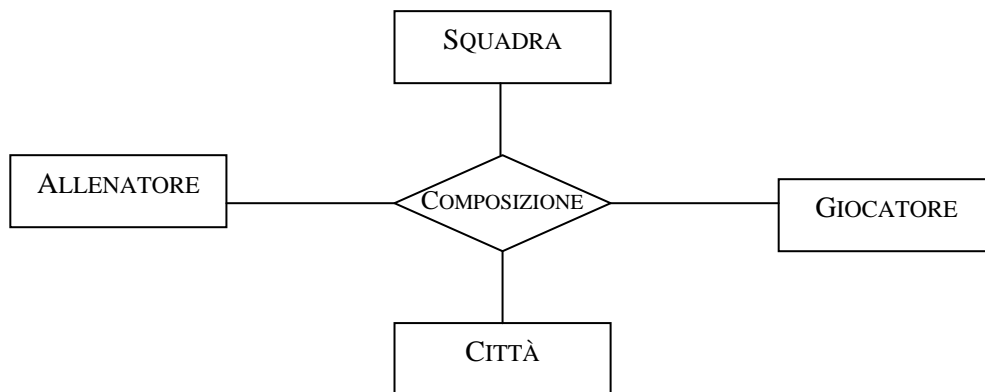 SQUADRA
ALLENATORE
COMPOSIZIONE
GIOCATORE
CITTÀ